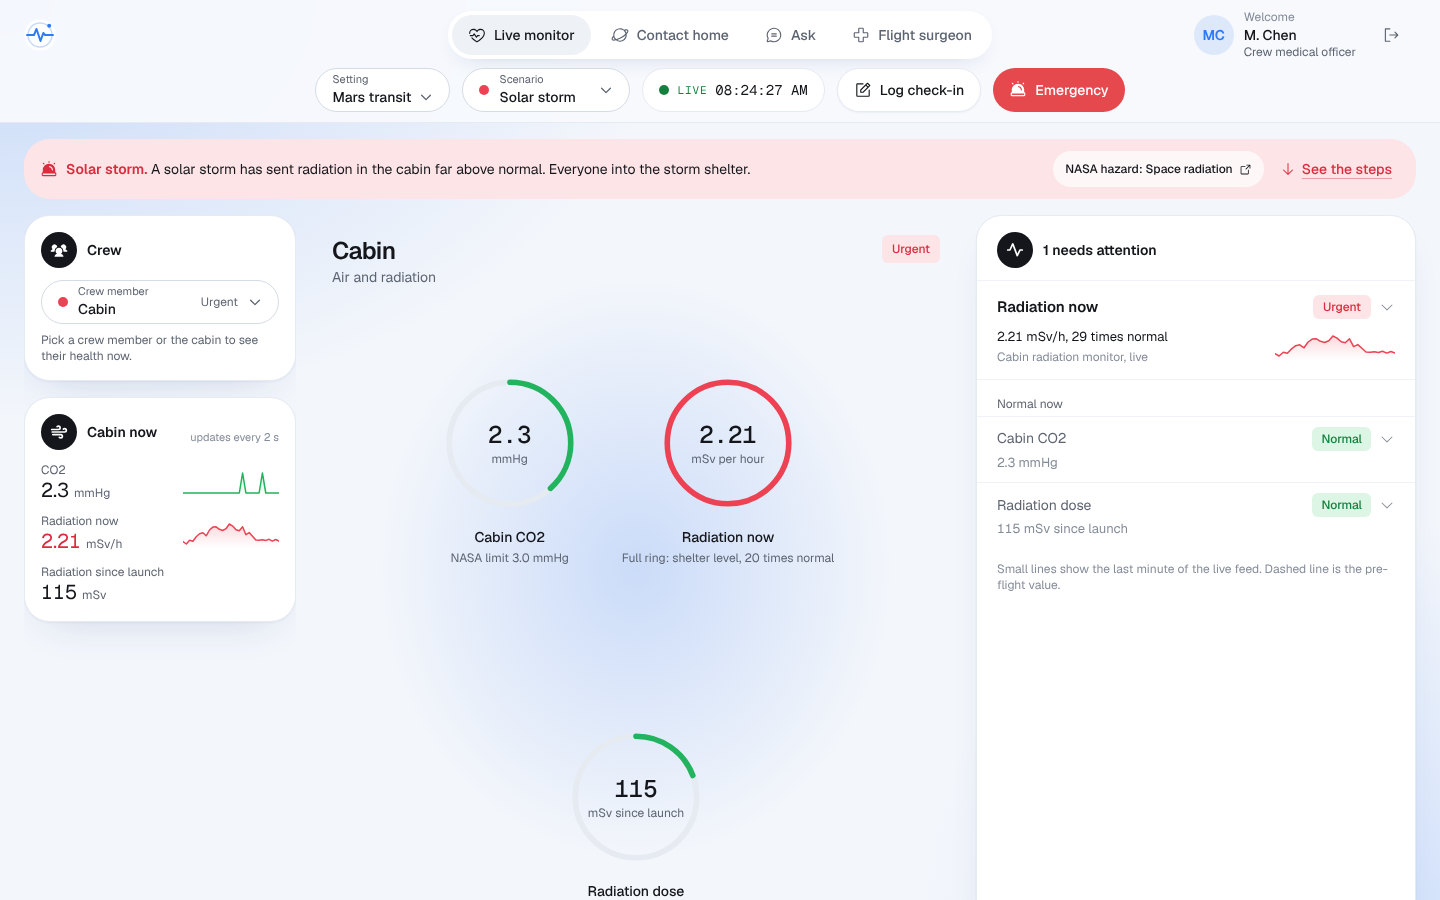 Live monitor
Contact home
Ask
Flight surgeon
MC
Welcome
M. Chen
Crew medical officer
Setting
Mars transit
Scenario
Solar storm
LIVE 08:24:27 AM
Log check-in
Emergency
Solar storm. A solar storm has sent radiation in the cabin far above normal. Everyone into the storm shelter.
NASA hazard: Space radiation
See the steps
Crew
Crew member
Cabin
Urgent
Pick a crew member or the cabin to see
their health now.
Cabin now
updates every 2 s
CO2
2.3 mmHg
Radiation now
2.21 mSv/h
Radiation since launch
115 mSv
Cabin
Air and radiation
Urgent
2.3
mmHg
Cabin CO2
NASA limit 3.0 mmHg
2.21
mSv per hour
Radiation now
Full ring: shelter level, 20 times normal
115
mSv since launch
Radiation dose
1 needs attention
Radiation now
Urgent
2.21 mSv/h, 29 times normal
Cabin radiation monitor, live
Normal now
Cabin CO2
Normal
2.3 mmHg
Radiation dose
Normal
115 mSv since launch
Small lines show the last minute of the live feed. Dashed line is the pre-
flight value.